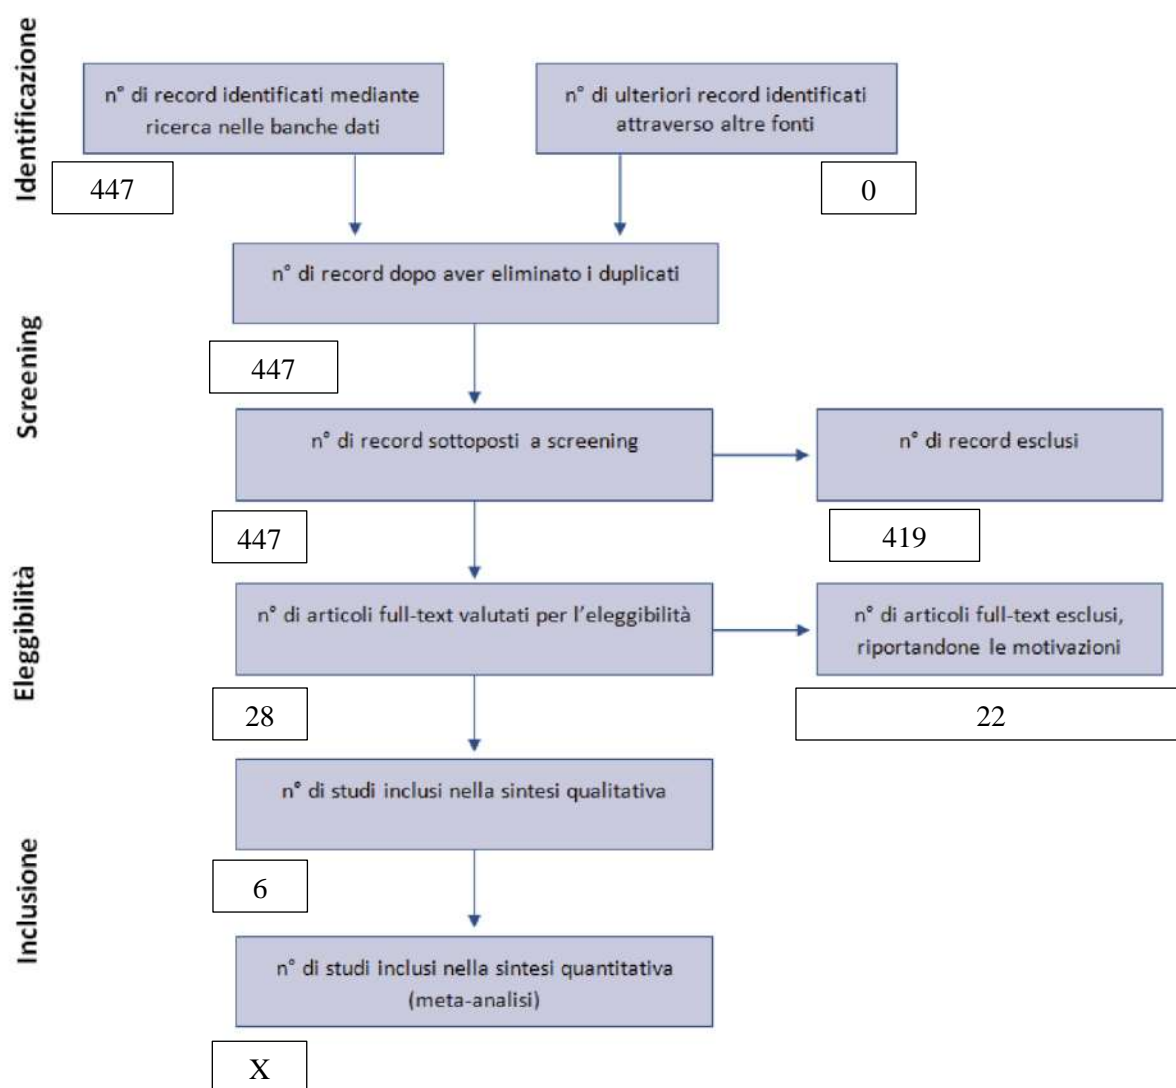 Identificazione
n° di record identificati mediante
ricerca nelle banche dati
n° di ulteriori record identificati
attraverso altre fonti
447
0
n° di record dopo aver eliminato i duplicati
Screening
447
n° di record sottoposti a screening
n° di record esclusi
447
419
Eleggibilità
n° di articoli full-text valutati per l'eleggibilità
n° di articoli full-text esclusi,
riportandone le motivazioni
28
22
n° di studi inclusi nella sintesi qualitativa
Inclusione
6
n° di studi inclusi nella sintesi quantitativa
(meta-analisi)
X